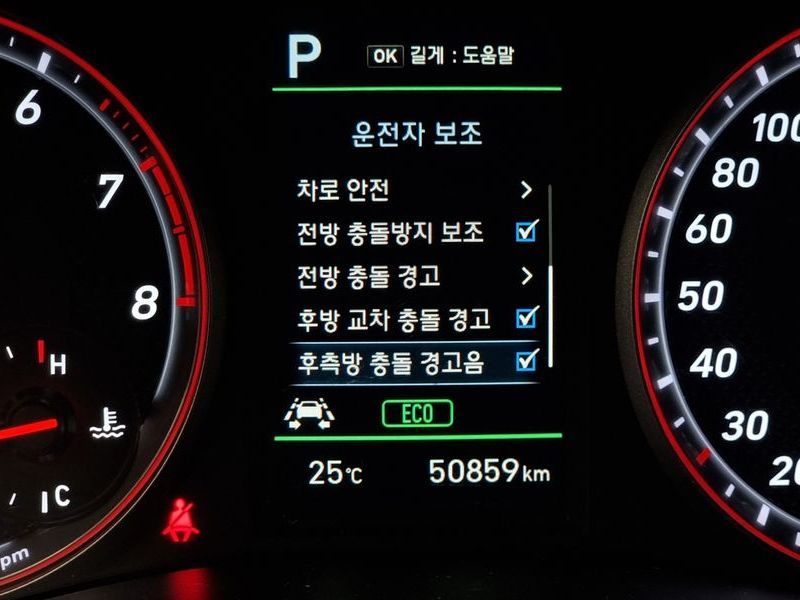 P
OK 길게 : 도움말
운전자 보조
차로 안전
전방 충돌방지 보조
전방 충돌 경고
후방 교차 충돌 경고
후측방 충돌 경고음
ECO
25℃ 50859km
6
7
8
H
C
pm
100
80
60
50
40
30
20